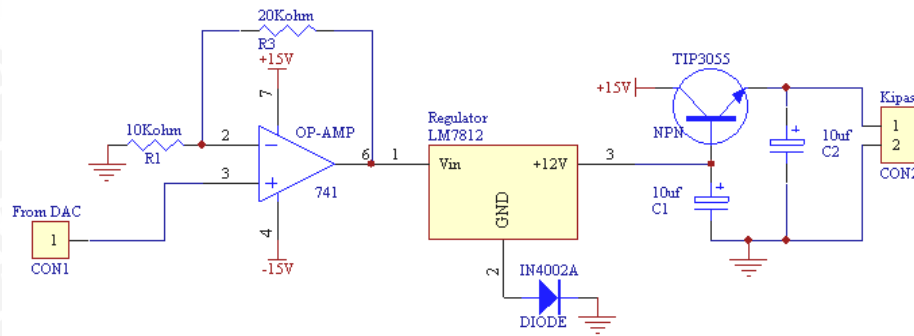 20Kohm
R3
+15V
7
10Kohm
R1
2
OP-AMP
6
3
741
4
-15V
From DAC
1
CON1
Regulator
LM7812
1
Vin
+12V
3
GND
2
IN4002A
DIODE
TIP3055
+15V
NPN
10uf
C1
10uf
C2
Kipas
1
2
CON2